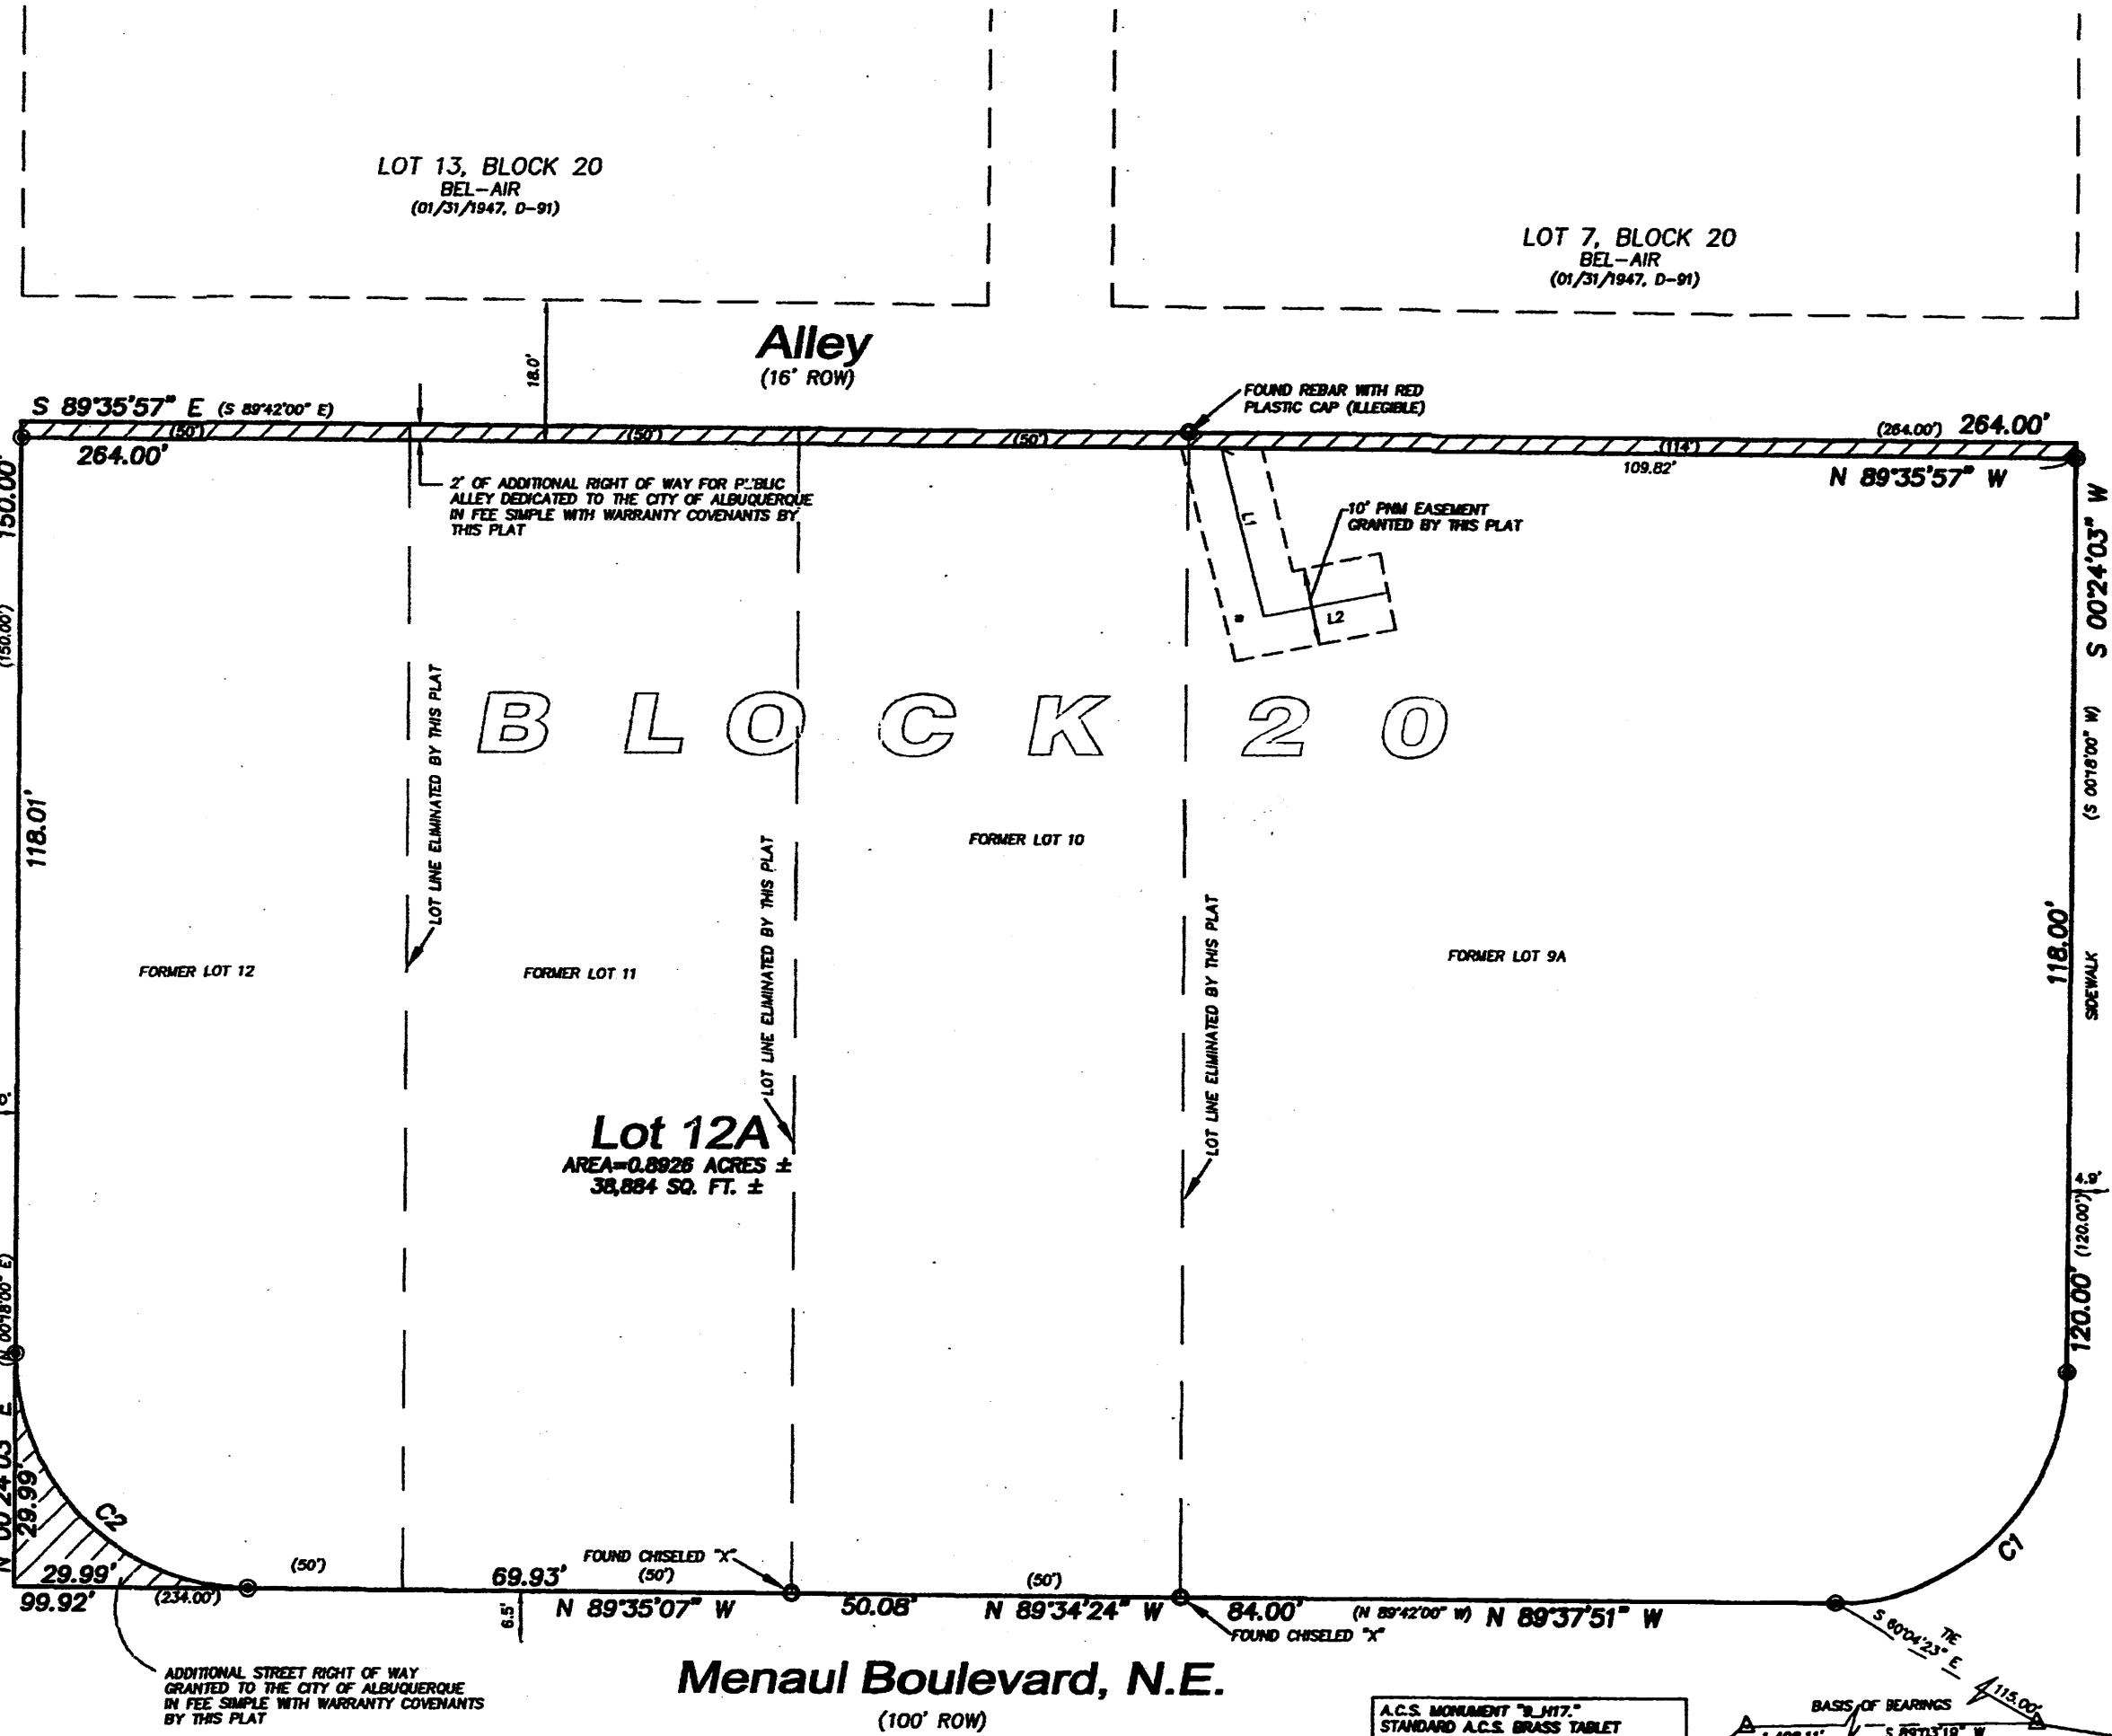 LOT 13, BLOCK 20
BEL-AIR
(01/31/1947, D-91)
LOT 7, BLOCK 20
BEL-AIR
(01/31/1947, D-91)
Alley
(16' ROW)
18.0'
FOUND REBAR WITH RED
PLASTIC CAP (ILLEGIBLE)
S 89°35'57" E (S 89°42'00" E)
(50')
(50')
(50')
(114')
(264.00') 264.00'
264.00'
109.82'
N 89°35'57" W
2' OF ADDITIONAL RIGHT OF WAY FOR PUBLIC
ALLEY DEDICATED TO THE CITY OF ALBUQUERQUE
IN FEE SIMPLE WITH WARRANTY COVENANTS BY
THIS PLAT
10' PNM EASEMENT
GRANTED BY THIS PLAT
L1
L2
150.00'
(150.00')
118.01'
S 00°24'03" W
(S 00°18'00" W)
118.00'
SIDEWALK
4.9'
120.00' (120.00')
BLOCK 20
LOT LINE ELIMINATED BY THIS PLAT
LOT LINE ELIMINATED BY THIS PLAT
LOT LINE ELIMINATED BY THIS PLAT
FORMER LOT 10
FORMER LOT 12
FORMER LOT 11
FORMER LOT 9A
Lot 12A
AREA=0.8926 ACRES ±
38,884 SQ. FT. ±
(N 00°18'00" E)
N 00°24'03" E
29.99'
C2
C1
29.99'
99.92'
(234.00')
(50')
69.93'
FOUND CHISELED "X"
(50')
6.5'
N 89°35'07" W
50.08'
(50')
N 89°34'24" W
84.00'
(N 89°42'00" W) N 89°37'51" W
FOUND CHISELED "X"
TIE
S 60°04'23" E
115.00'
ADDITIONAL STREET RIGHT OF WAY
GRANTED TO THE CITY OF ALBUQUERQUE
IN FEE SIMPLE WITH WARRANTY COVENANTS
BY THIS PLAT
Menaul Boulevard, N.E.
(100' ROW)
A.C.S. MONUMENT "9_H17."
STANDARD A.C.S. BRASS TABLET
BASIS OF BEARINGS